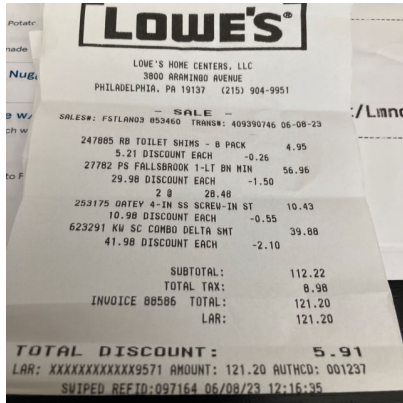 Potato
made
Nug
e w/
ch w
to F
/Limno
LOWE'S®
LOWE'S HOME CENTERS, LLC
3800 ARAMINGO AVENUE
PHILADELPHIA, PA 19137 (215) 904-9951
- SALE -
SALES#: FSTLAN03 853460 TRANS#: 409390746 06-08-23
247885 RB TOILET SHIMS - 8 PACK 4.95
5.21 DISCOUNT EACH -0.26
27782 PS FALLSBROOK 1-LT BN MIN 56.96
29.98 DISCOUNT EACH -1.50
2 @ 28.48
253175 OATEY 4-IN SS SCREW-IN ST 10.43
10.98 DISCOUNT EACH -0.55
623291 KW SC COMBO DELTA SMT 39.88
41.98 DISCOUNT EACH -2.10
SUBTOTAL: 112.22
TOTAL TAX: 8.98
INVOICE 88586 TOTAL: 121.20
LAR: 121.20
TOTAL DISCOUNT: 5.91
LAR: XXXXXXXXXXXX9571 AMOUNT: 121.20 AUTHCD: 001237
SWIPED REFID:097164 06/08/23 12:16:35